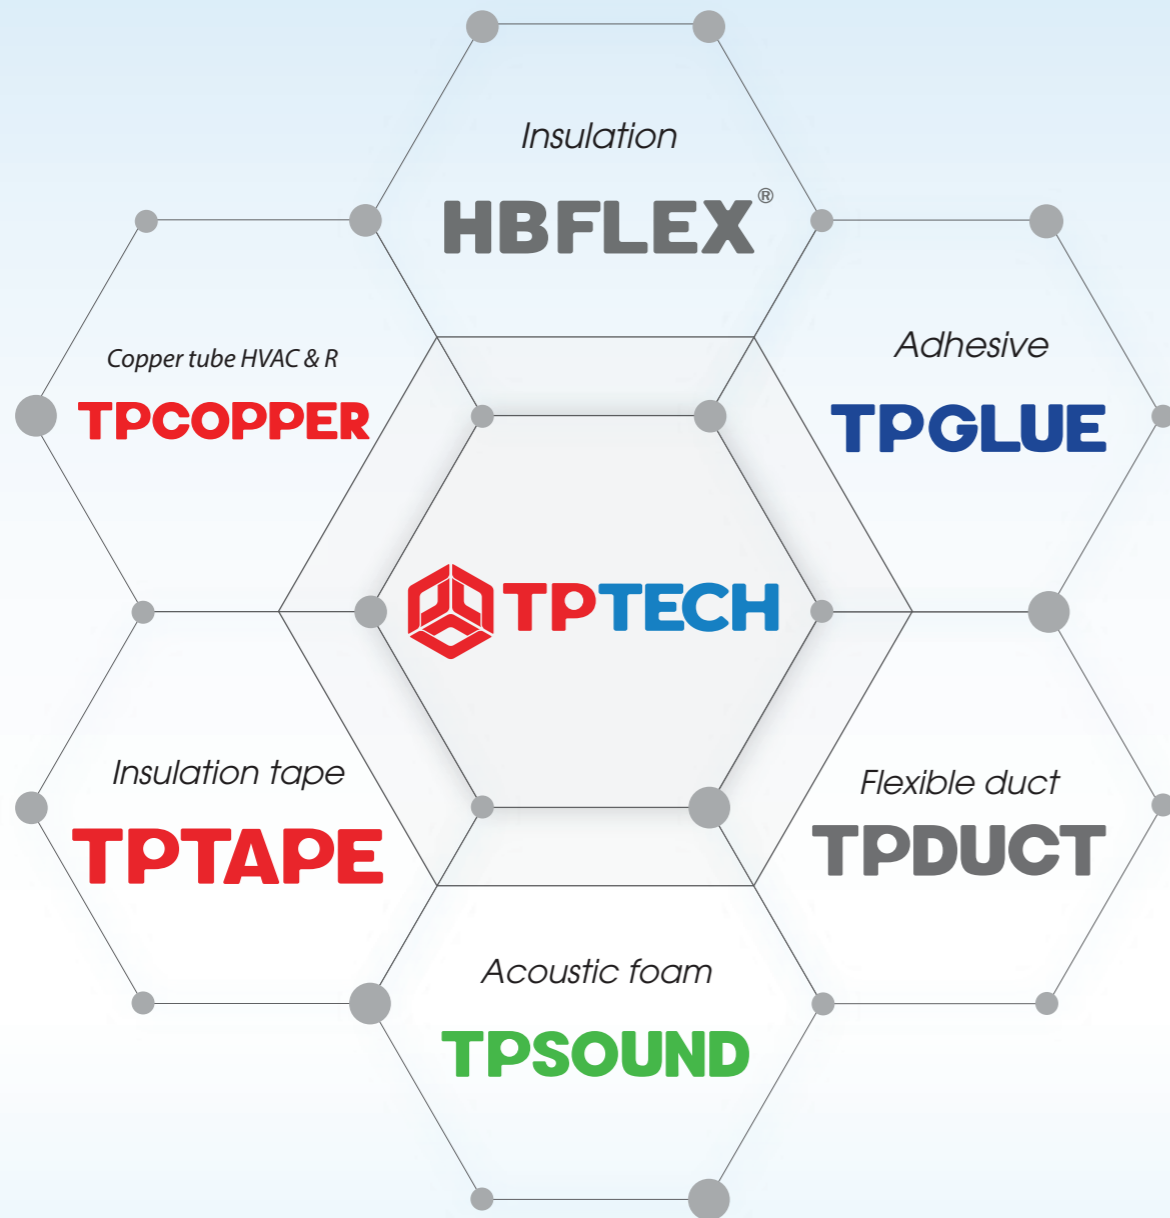 Insulation
HBFLEX®
Copper tube HVAC & R
TPCOPPER
Adhesive
TPGLUE
TPTECH
Insulation tape
TPTAPE
Flexible duct
TPDUCT
Acoustic foam
TPSOUND